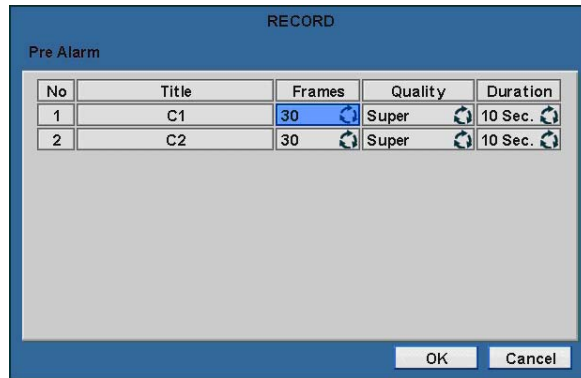 RECORD
Pre Alarm
No Title Frames Quality Duration
1 C1 30 Super 10 Sec.
2 C2 30 Super 10 Sec.
OK Cancel